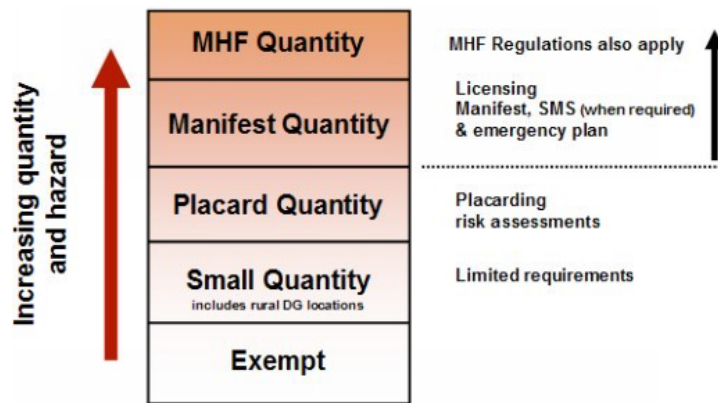 Increasing quantity
and hazard
MHF Quantity
MHF Regulations also apply
Manifest Quantity
Licensing
Manifest, SMS (when required)
& emergency plan
Placard Quantity
Placarding
risk assessments
Small Quantity
includes rural DG locations
Limited requirements
Exempt